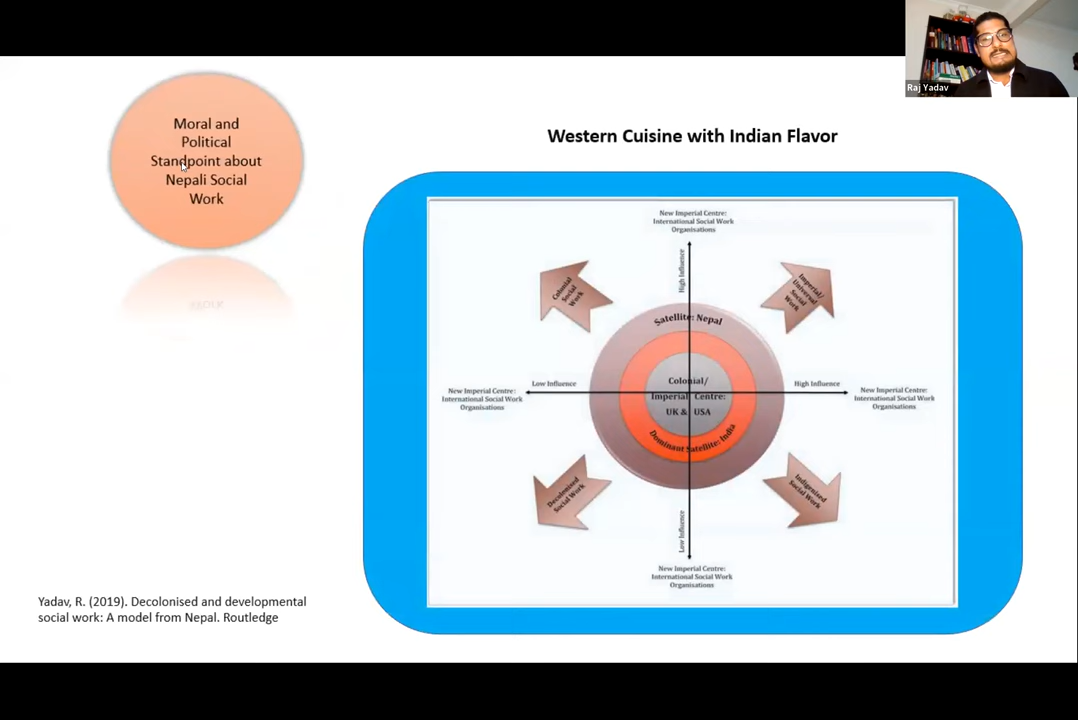 Raj Yadav
Moral and
Political
Standpoint about
Nepali Social
Work
Western Cuisine with Indian Flavor
New Imperial Centre:
International Social Work
Organisations
High Influence
Colonial
Social
Work
Imperial/
Universal
Social
Work
Satellite: Nepal
Low Influence
High Influence
New Imperial Centre:
International Social Work
Organisations
Colonial/
Imperial Centre:
UK & USA
New Imperial Centre:
International Social Work
Organisations
Dominant Satellite: India
Decolonised
Social Work
Indigenised
Social Work
Low Influence
New Imperial Centre:
International Social Work
Organisations
Yadav, R. (2019). Decolonised and developmental
social work: A model from Nepal. Routledge